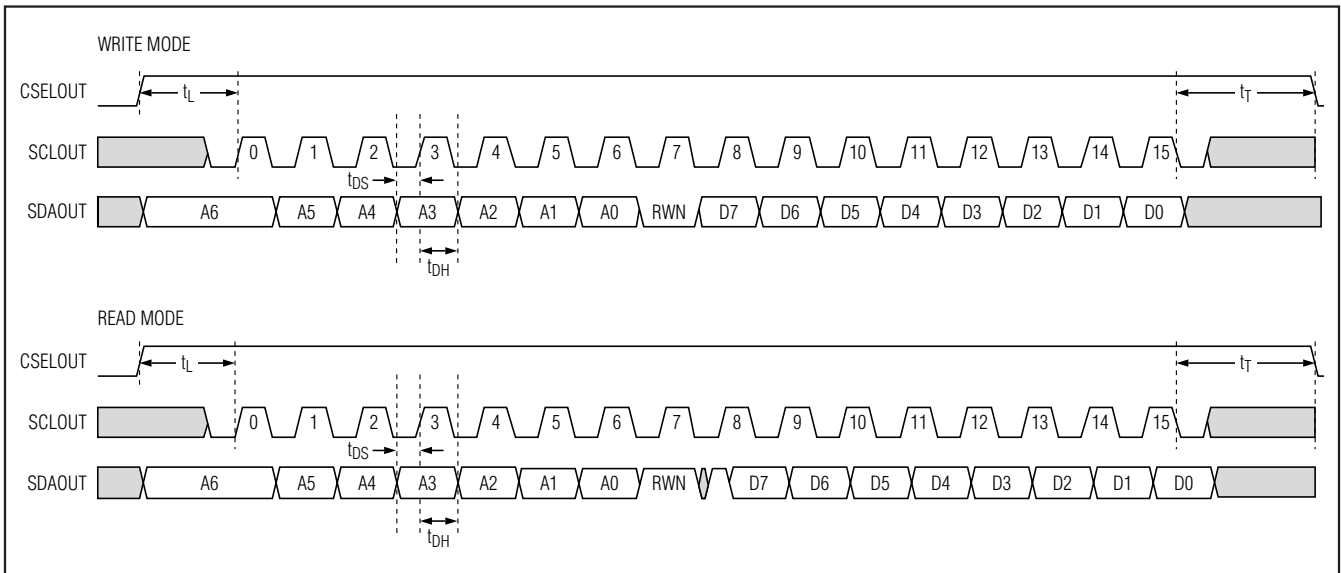 WRITE MODE
CSELOUT tL tT
SCLOUT 0 1 2 3 4 5 6 7 8 9 10 11 12 13 14 15
tDS
SDAOUT A6 A5 A4 A3 A2 A1 A0 RWN D7 D6 D5 D4 D3 D2 D1 D0
tDH
READ MODE
CSELOUT tL tT
SCLOUT 0 1 2 3 4 5 6 7 8 9 10 11 12 13 14 15
tDS
SDAOUT A6 A5 A4 A3 A2 A1 A0 RWN D7 D6 D5 D4 D3 D2 D1 D0
tDH